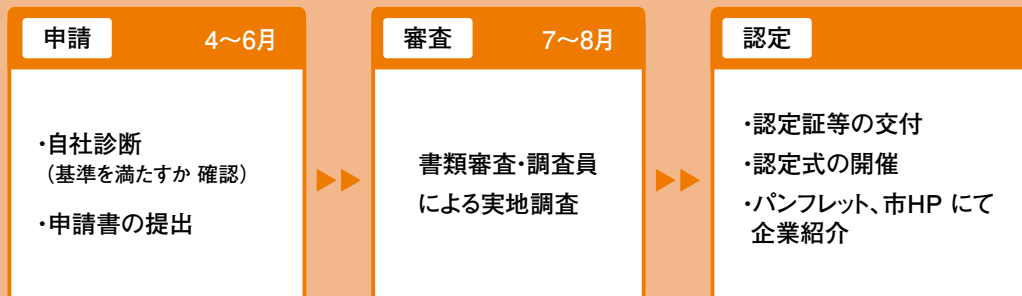 申請 4〜6月
・自社診断
（基準を満たすか 確認）
・申請書の提出
審査 7〜8月
書類審査・調査員
による実地調査
認定
・認定証等の交付
・認定式の開催
・パンフレット、市HP にて
企業紹介